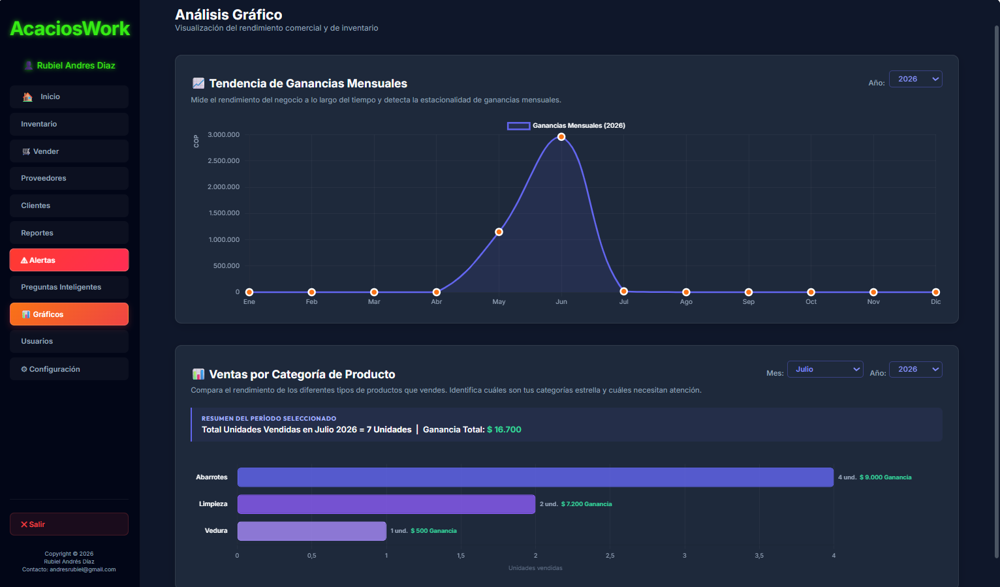 AcaciosWork
Rubiel Andres Diaz
Inicio
Inventario
Vender
Proveedores
Clientes
Reportes
Alertas
Preguntas Inteligentes
Gráficos
Usuarios
Configuración
Salir
Copyright © 2026
Rubiel Andrés Díaz
Contacto: andresrubiel@gmail.com
Análisis Gráfico
Visualización del rendimiento comercial y de inventario
Tendencia de Ganancias Mensuales
Año: 2026
Mide el rendimiento del negocio a lo largo del tiempo y detecta la estacionalidad de ganancias mensuales.
Ganancias Mensuales (2026)
COP
3.000.000
2.500.000
2.000.000
1.500.000
1.000.000
500.000
0
Ene Feb Mar Abr May Jun Jul Ago Sep Oct Nov Dic
Ventas por Categoría de Producto
Mes: Julio Año: 2026
Compara el rendimiento de los diferentes tipos de productos que vendes. Identifica cuáles son tus categorías estrella y cuáles necesitan atención.
RESUMEN DEL PERÍODO SELECCIONADO
Total Unidades Vendidas en Julio 2026 = 7 Unidades | Ganancia Total: $ 16.700
Abarrotes 4 und. $ 9.000 Ganancia
Limpieza 2 und. $ 7.200 Ganancia
Vedura 1 und. $ 500 Ganancia
0 0,5 1 1,5 2 2,5 3 3,5 4
Unidades vendidas